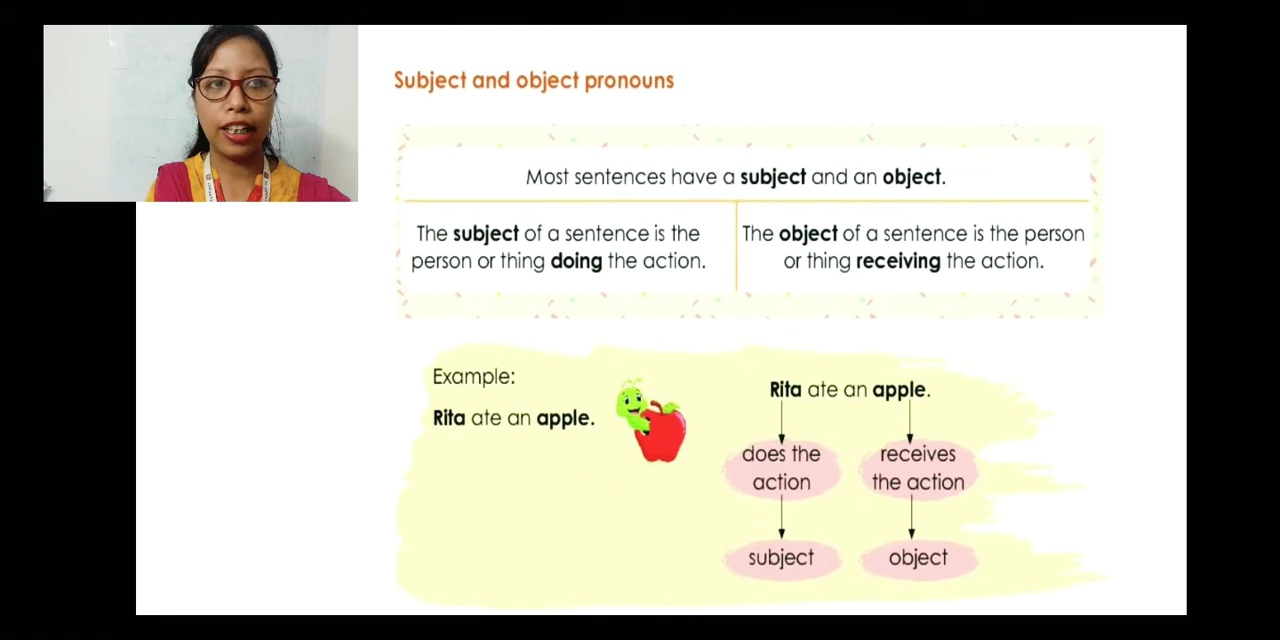 Subject and object pronouns
Most sentences have a subject and an object.
The subject of a sentence is the
person or thing doing the action.
The object of a sentence is the person
or thing receiving the action.
Example:
Rita ate an apple.
Rita ate an apple.
does the
action
receives
the action
subject
object